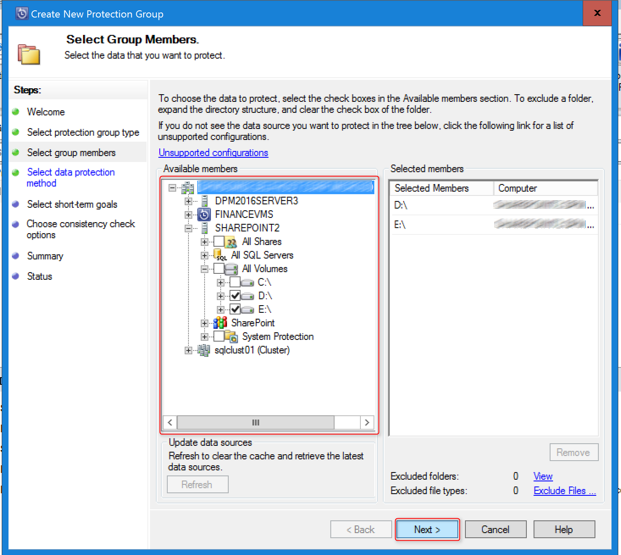 Create New Protection Group
x
Select Group Members.
Select the data that you want to protect.
Steps:
Welcome
Select protection group type
Select group members
Select data protection
method
Select short-term goals
Choose consistency check
options
Summary
Status
To choose the data to protect, select the check boxes in the Available members section. To exclude a folder,
expand the directory structure, and clear the check box of the folder.
If you do not see the data source you want to protect in the tree below, click the following link for a list of
unsupported configurations.
Unsupported configurations
Available members
DPM2016SERVER3
FINANCEVMS
SHAREPOINT2
All Shares
All SQL Servers
All Volumes
C:\
D:\
E:\
SharePoint
System Protection
sqlclust01 (Cluster)
Update data sources
Refresh to clear the cache and retrieve the latest
data sources.
Refresh
Selected members
Selected Members Computer
D:\ ...
E:\ ...
Remove
Excluded folders: 0 View
Excluded file types: 0 Exclude Files ...
< Back Next > Cancel Help